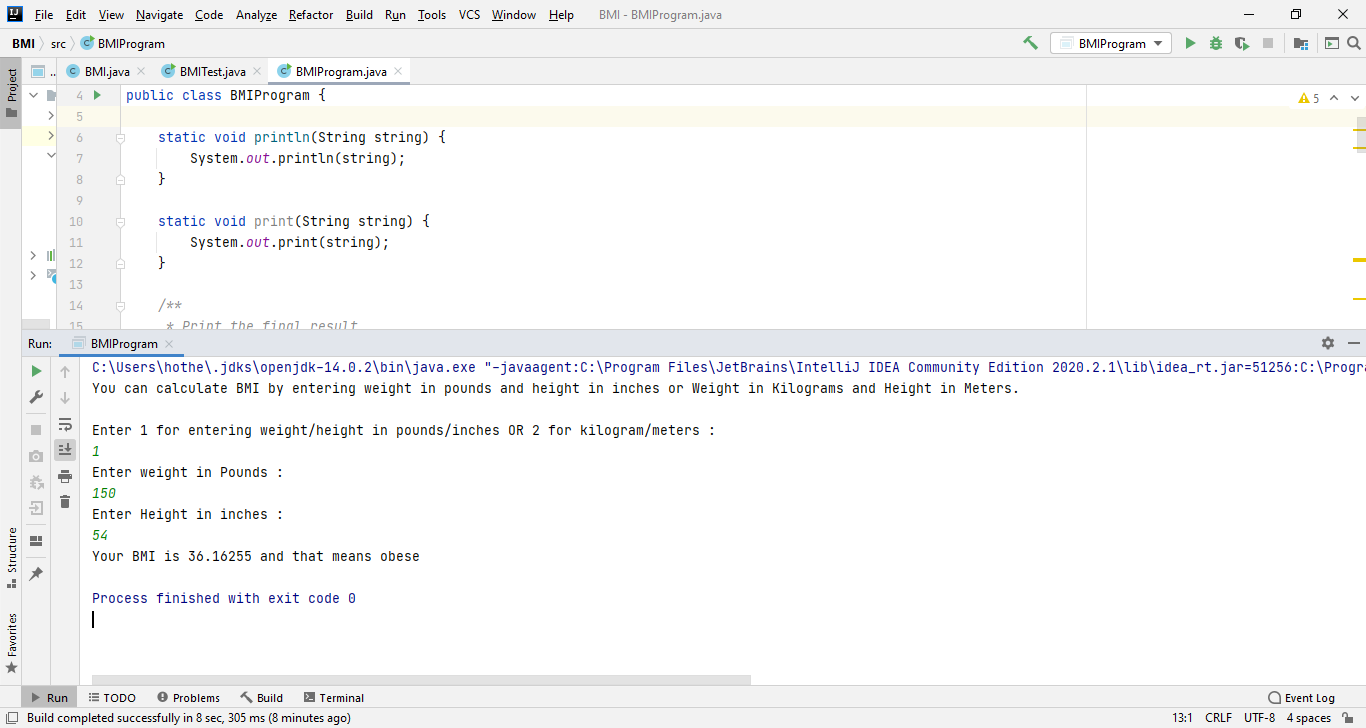 File Edit View Navigate Code Analyze Refactor Build Run Tools VCS Window Help BMI - BMIProgram.java
BMI src BMIProgram BMIProgram
Project .. BMI.java BMITest.java BMIProgram.java
4 public class BMIProgram { 5
5
6 static void println(String string) {
7 System.out.println(string);
8 }
9
10 static void print(String string) {
11 System.out.print(string);
12 }
13
14 /**
15 * Print the final result
Run: BMIProgram
C:\Users\hothe\.jdks\openjdk-14.0.2\bin\java.exe "-javaagent:C:\Program Files\JetBrains\IntelliJ IDEA Community Edition 2020.2.1\lib\idea_rt.jar=51256:C:\Progra
You can calculate BMI by entering weight in pounds and height in inches or Weight in Kilograms and Height in Meters.
Enter 1 for entering weight/height in pounds/inches OR 2 for kilogram/meters :
1
Enter weight in Pounds :
150
Enter Height in inches :
54
Your BMI is 36.16255 and that means obese
Process finished with exit code 0
Structure
Favorites
Run TODO Problems Build Terminal Event Log
Build completed successfully in 8 sec, 305 ms (8 minutes ago) 13:1 CRLF UTF-8 4 spaces